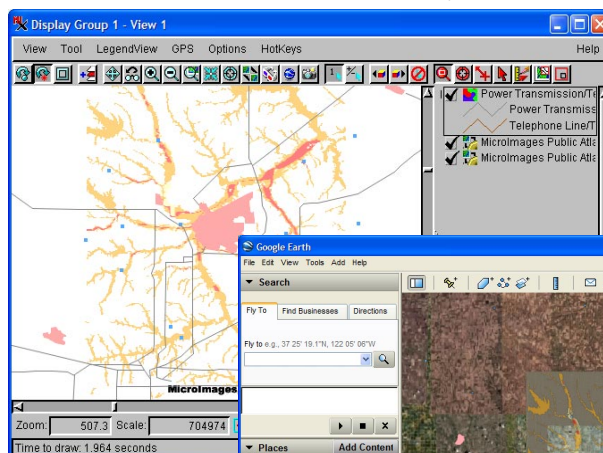 Display Group 1 - View 1
View Tool LegendView GPS Options HotKeys Help
Power Transmission/Te
Power Transmiss
Telephone Line/T
MicroImages Public Atla
MicroImages Public Atla
MicroImages
Zoom: 507.3 Scale: 704974
Time to draw: 1.964 seconds
Google Earth
File Edit View Tools Add Help
Search
Fly To Find Businesses Directions
Fly to e.g., 37 25' 19.1"N, 122 05' 06"W
Places Add Content